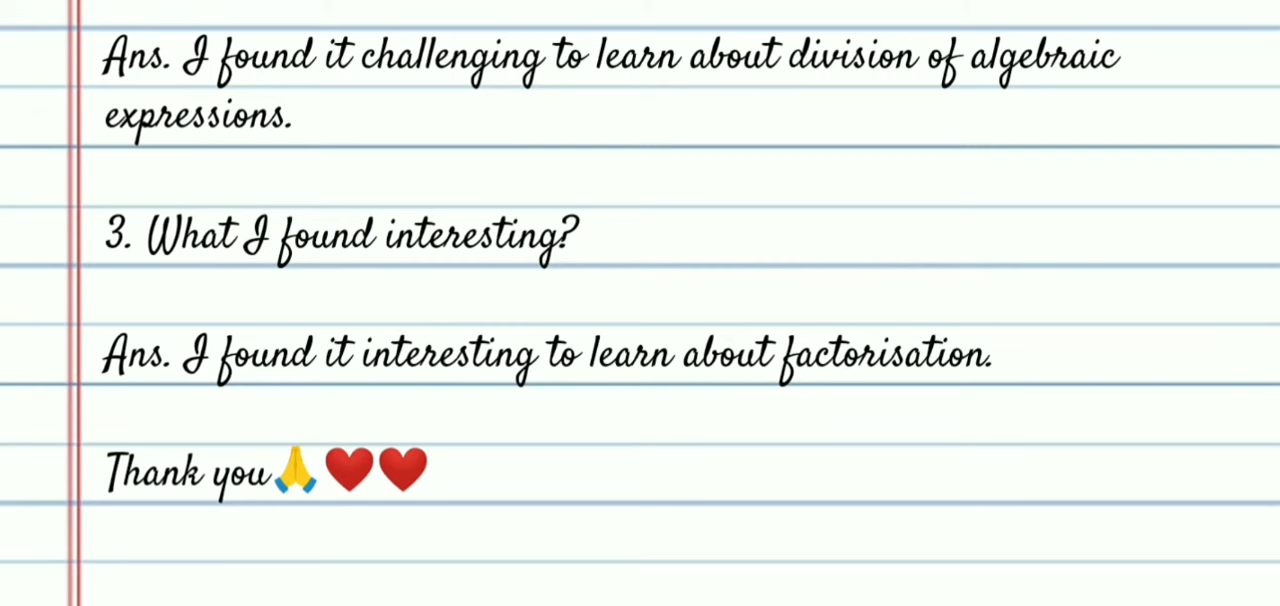 Ans. I found it challenging to learn about division of algebraic
expressions.
3. What I found interesting?
Ans. I found it interesting to learn about factorisation.
Thank you🙏❤️❤️